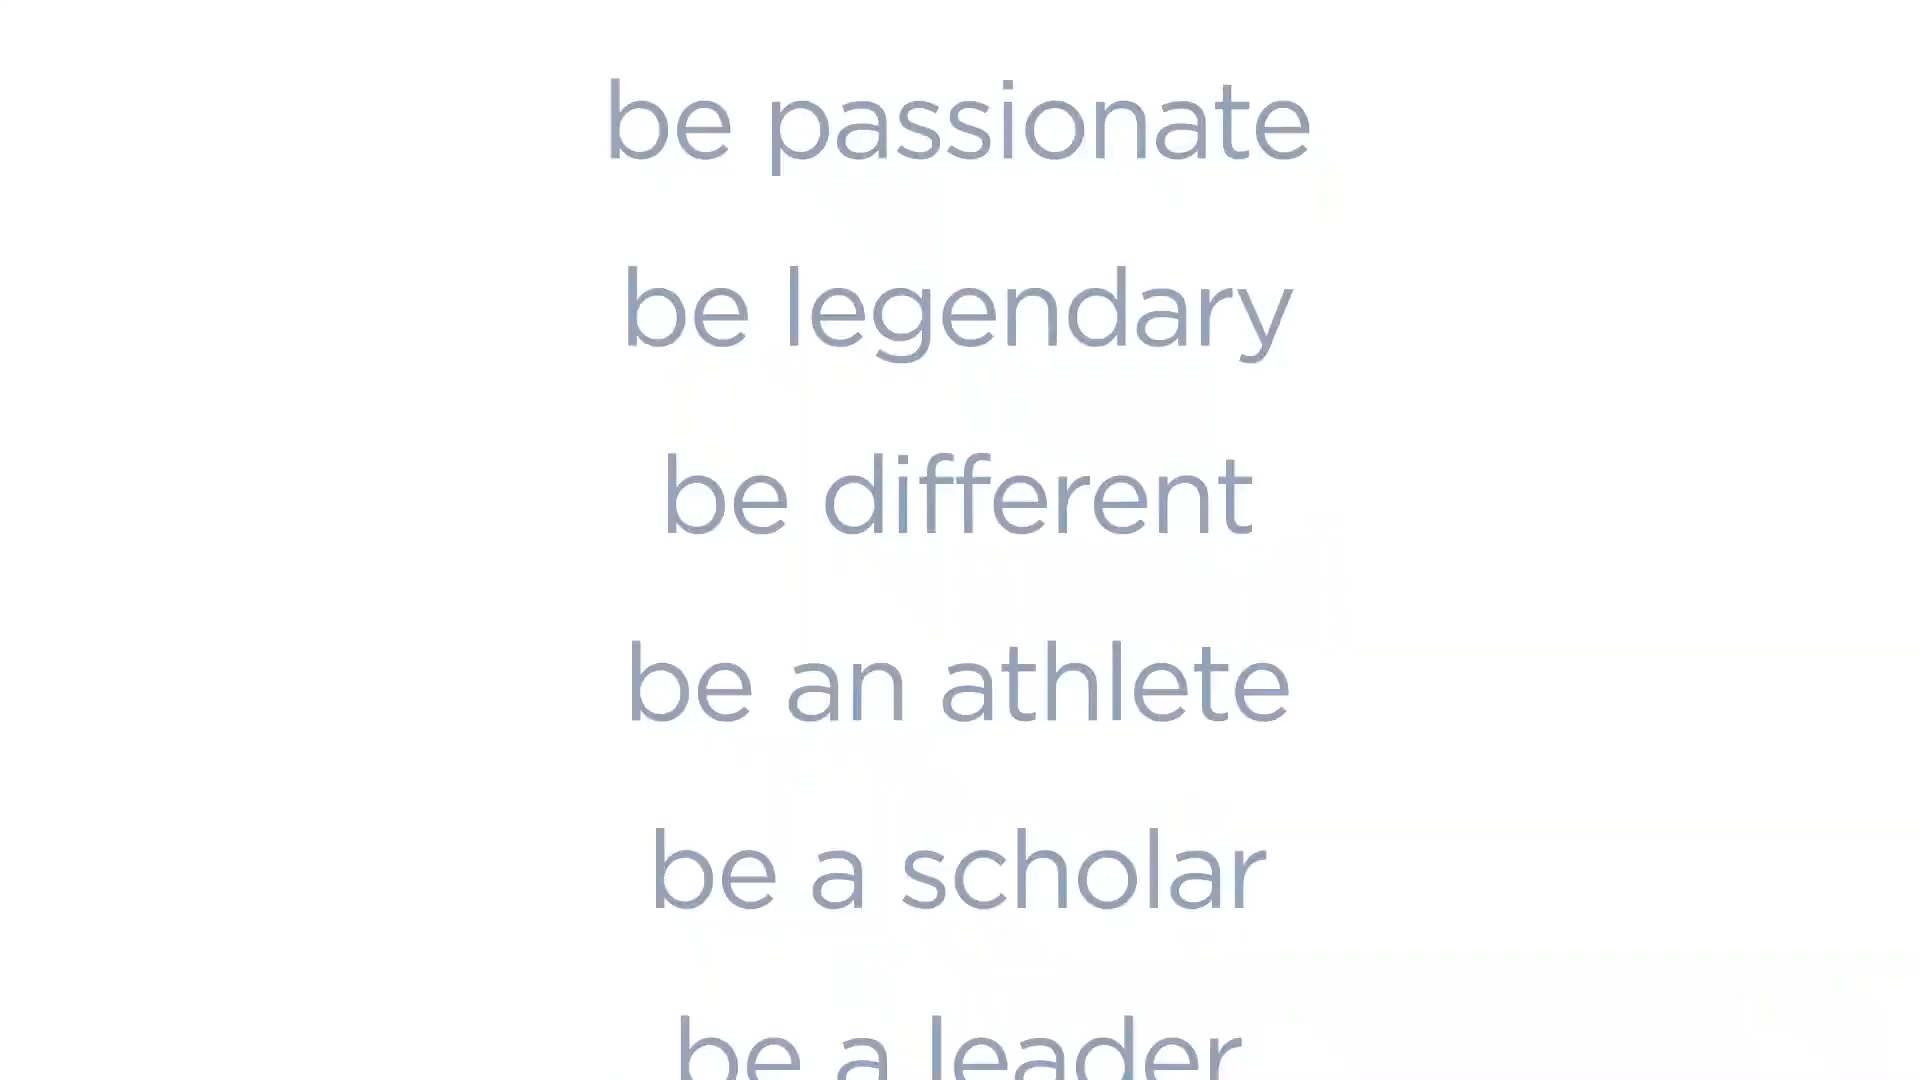 be passionate
be legendary
be different
be an athlete
be a scholar
be a leader